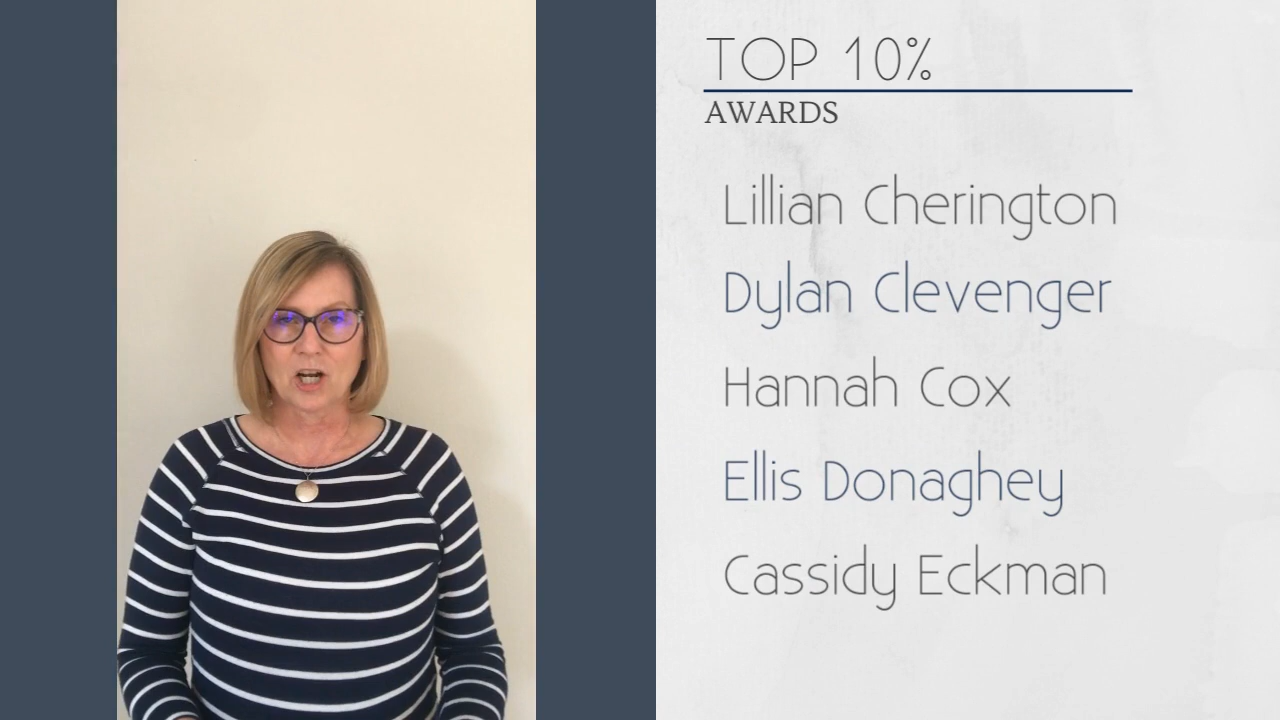 TOP 10%
AWARDS
Lillian Cherington
Dylan Clevenger
Hannah Cox
Ellis Donaghey
Cassidy Eckman